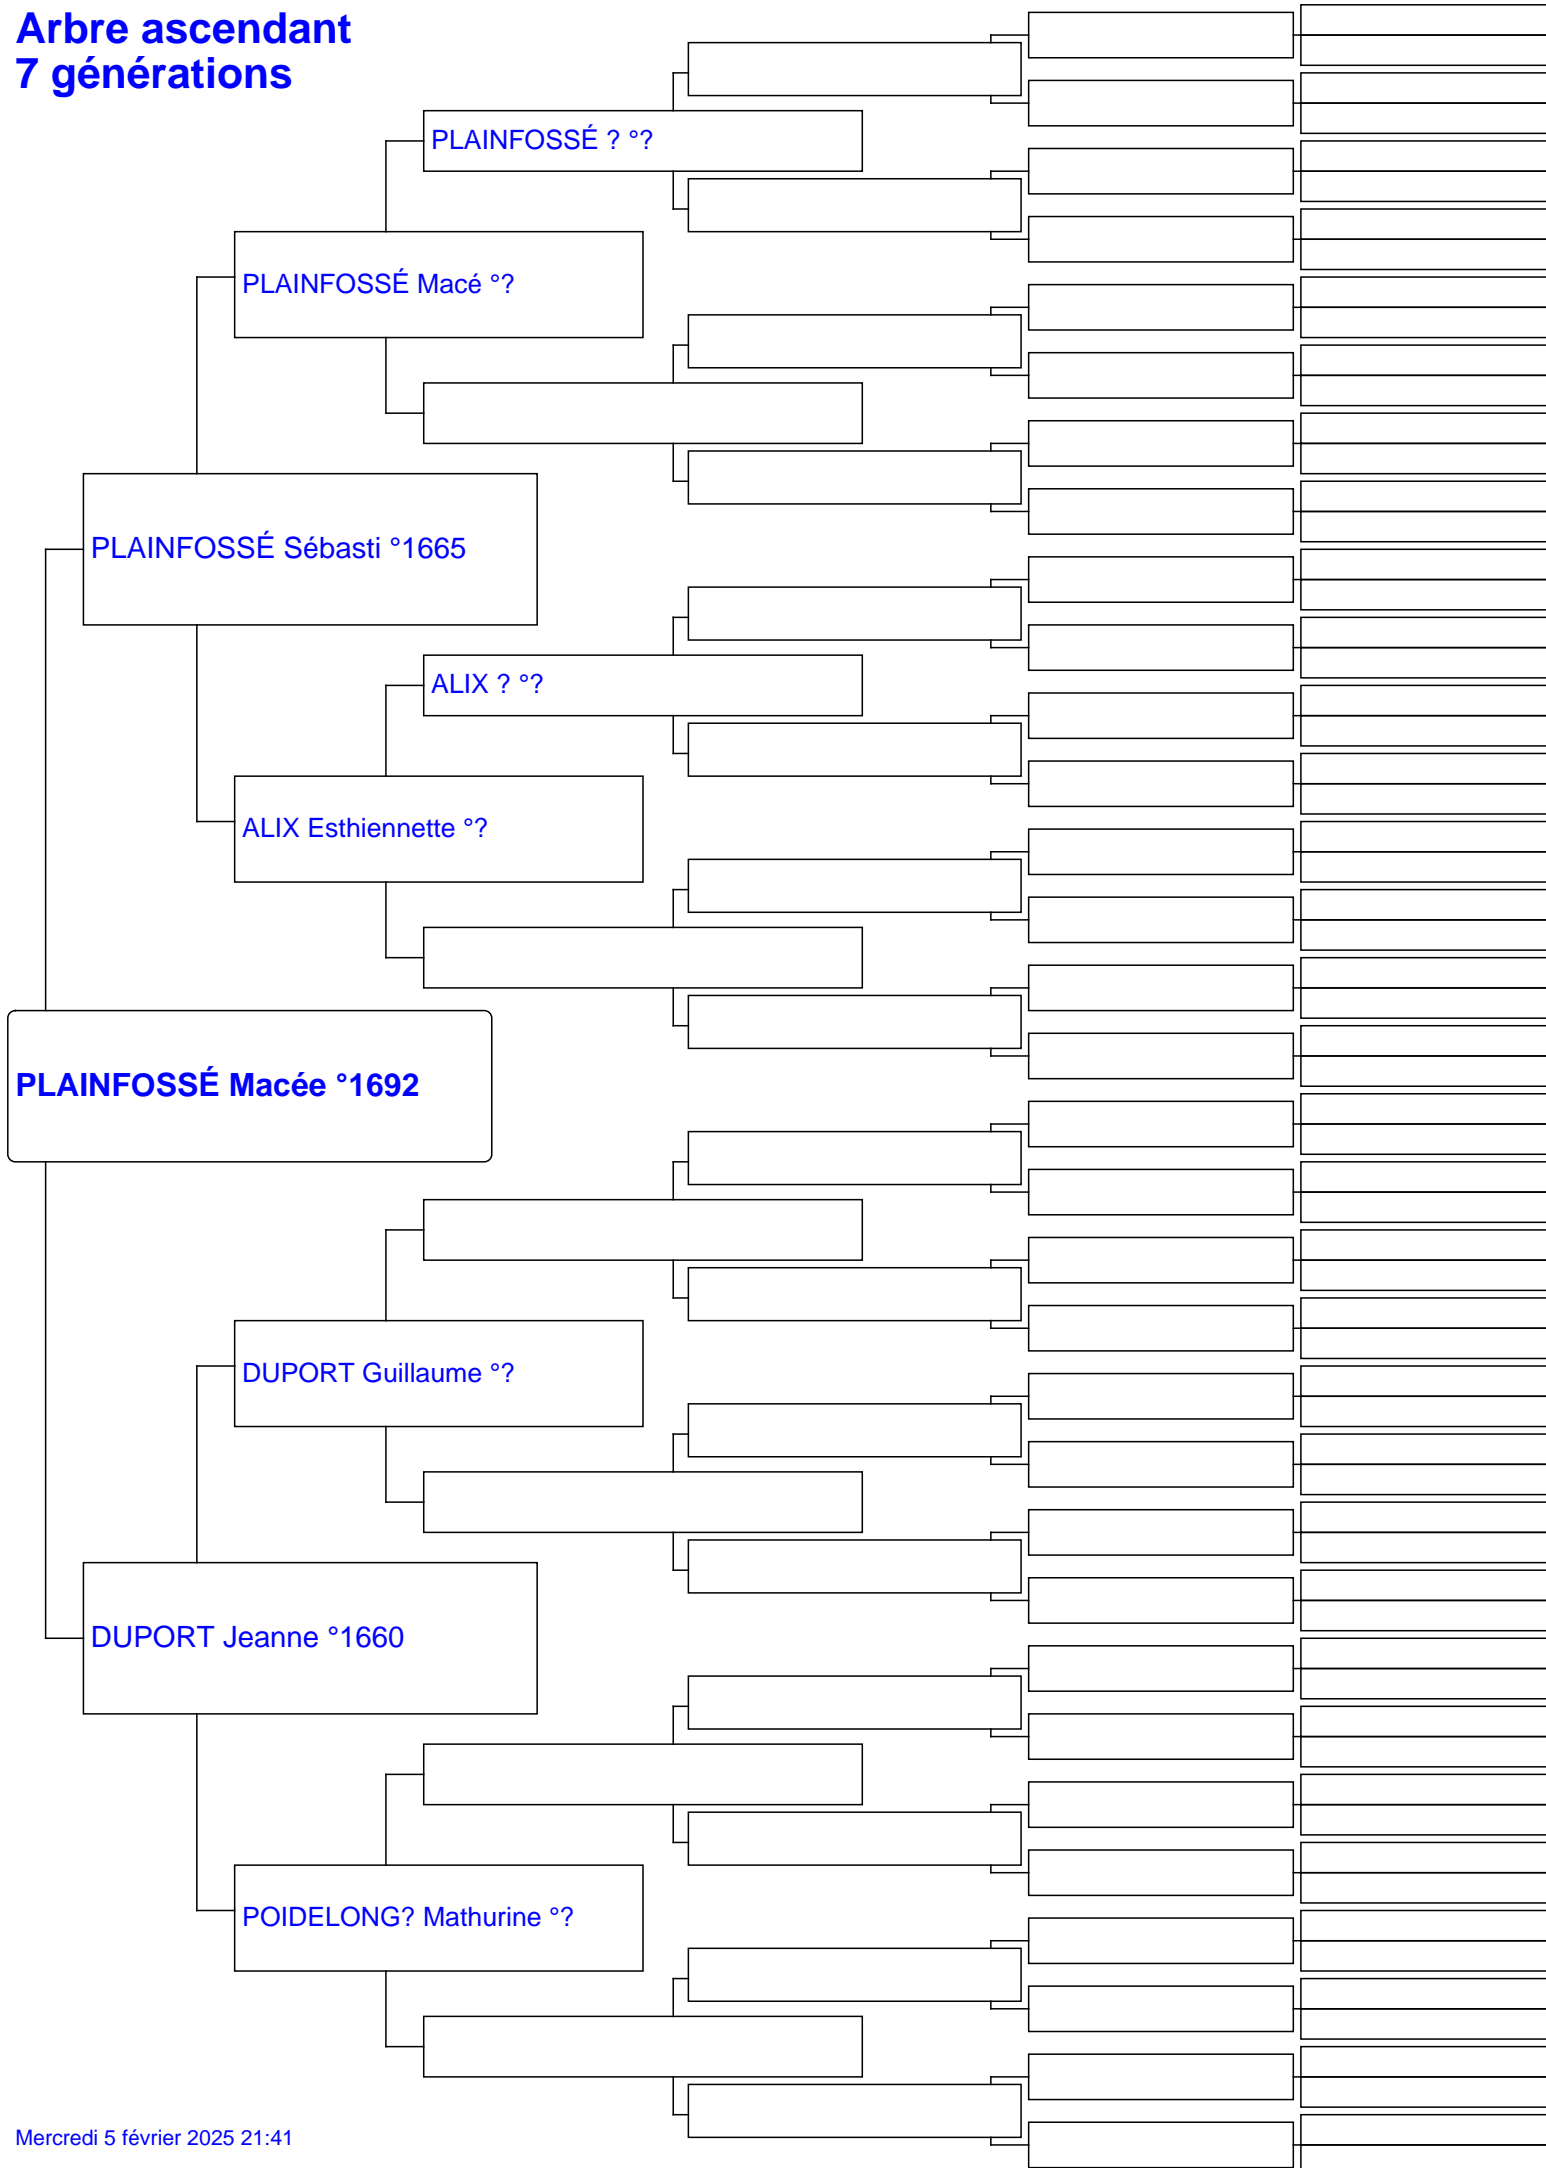 Arbre ascendant
7 générations
PLAINFOSSÉ ? °?
PLAINFOSSÉ Macé °?
PLAINFOSSÉ Sébasti °1665
ALIX ? °?
ALIX Esthiennette °?
PLAINFOSSÉ Macée °1692
DUPORT Guillaume °?
DUPORT Jeanne °1660
POIDELONG? Mathurine °?
Mercredi 5 février 2025 21:41